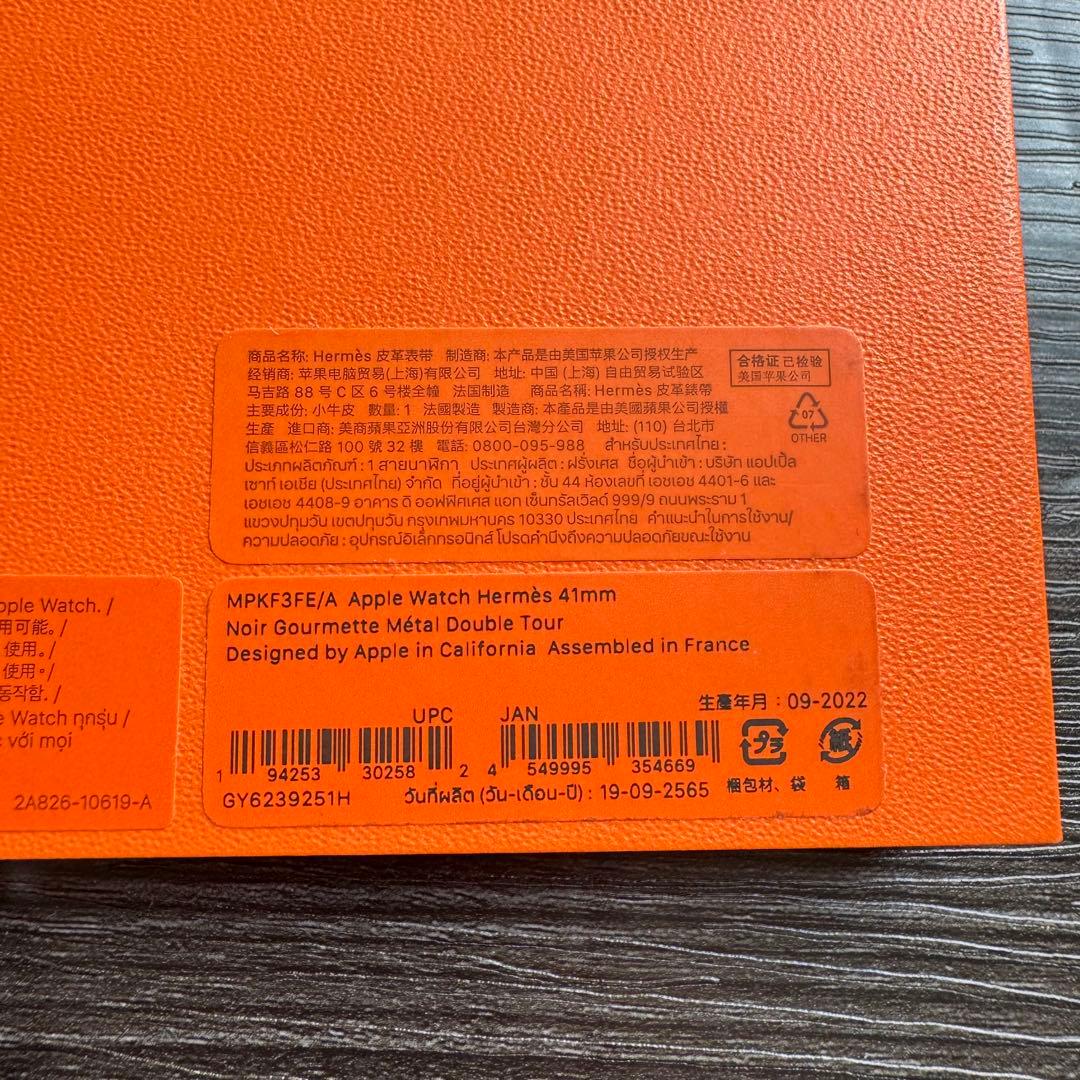 商品名称: Hermès 皮革表带 制造商: 本产品是由美国苹果公司授权生产
经销商: 苹果电脑贸易(上海)有限公司 地址: 中国 (上海) 自由贸易试验区
马吉路 88 号 C 区 6 号楼全幢 法国制造 商品名稱: Hermès 皮革錶帶
主要成份: 小牛皮 數量: 1 法國製造 製造商: 本產品是由美國蘋果公司授權
生產 進口商: 美商蘋果亞洲股份有限公司台灣分公司 地址: (110) 台北市
信義區松仁路 100 號 32 樓 電話: 0800-095-988 สำหรับประเทศไทย :
ประเภทผลิตภัณฑ์ : 1 สายนาฬิกา ประเทศผู้ผลิต : ฝรั่งเศส ชื่อผู้นำเข้า : บริษัท แอปเปิ้ล
เซาท์ เอเชีย (ประเทศไทย) จำกัด ที่อยู่ผู้นำเข้า : ชั้น 44 ห้องเลขที่ เอชเอช 4401-6 และ
เอชเอช 4408-9 อาคาร ดิ ออฟฟิศเศส แอท เซ็นทรัลเวิลด์ 999/9 ถนนพระราม 1
แขวงปทุมวัน เขตปทุมวัน กรุงเทพมหานคร 10330 ประเทศไทย คำแนะนำในการใช้งาน/
ความปลอดภัย : อุปกรณ์อิเล็กทรอนิกส์ โปรดคำนึงถึงความปลอดภัยขณะใช้งาน
合格证 已检验
美国苹果公司
07
OTHER
pple Watch. /
用可能。/
使用。/
使用。/
동작함. /
e Watch ทุกรุ่น /
c với mọi
2A826-10619-A
MPKF3FE/A Apple Watch Hermès 41mm
Noir Gourmette Métal Double Tour
Designed by Apple in California Assembled in France
生產年月 : 09-2022
UPC JAN
1 94253 30258 2 4 549995 354669
プラ 紙
GY6239251H วันที่ผลิต (วัน-เดือน-ปี) : 19-09-2565 梱包材、袋 箱